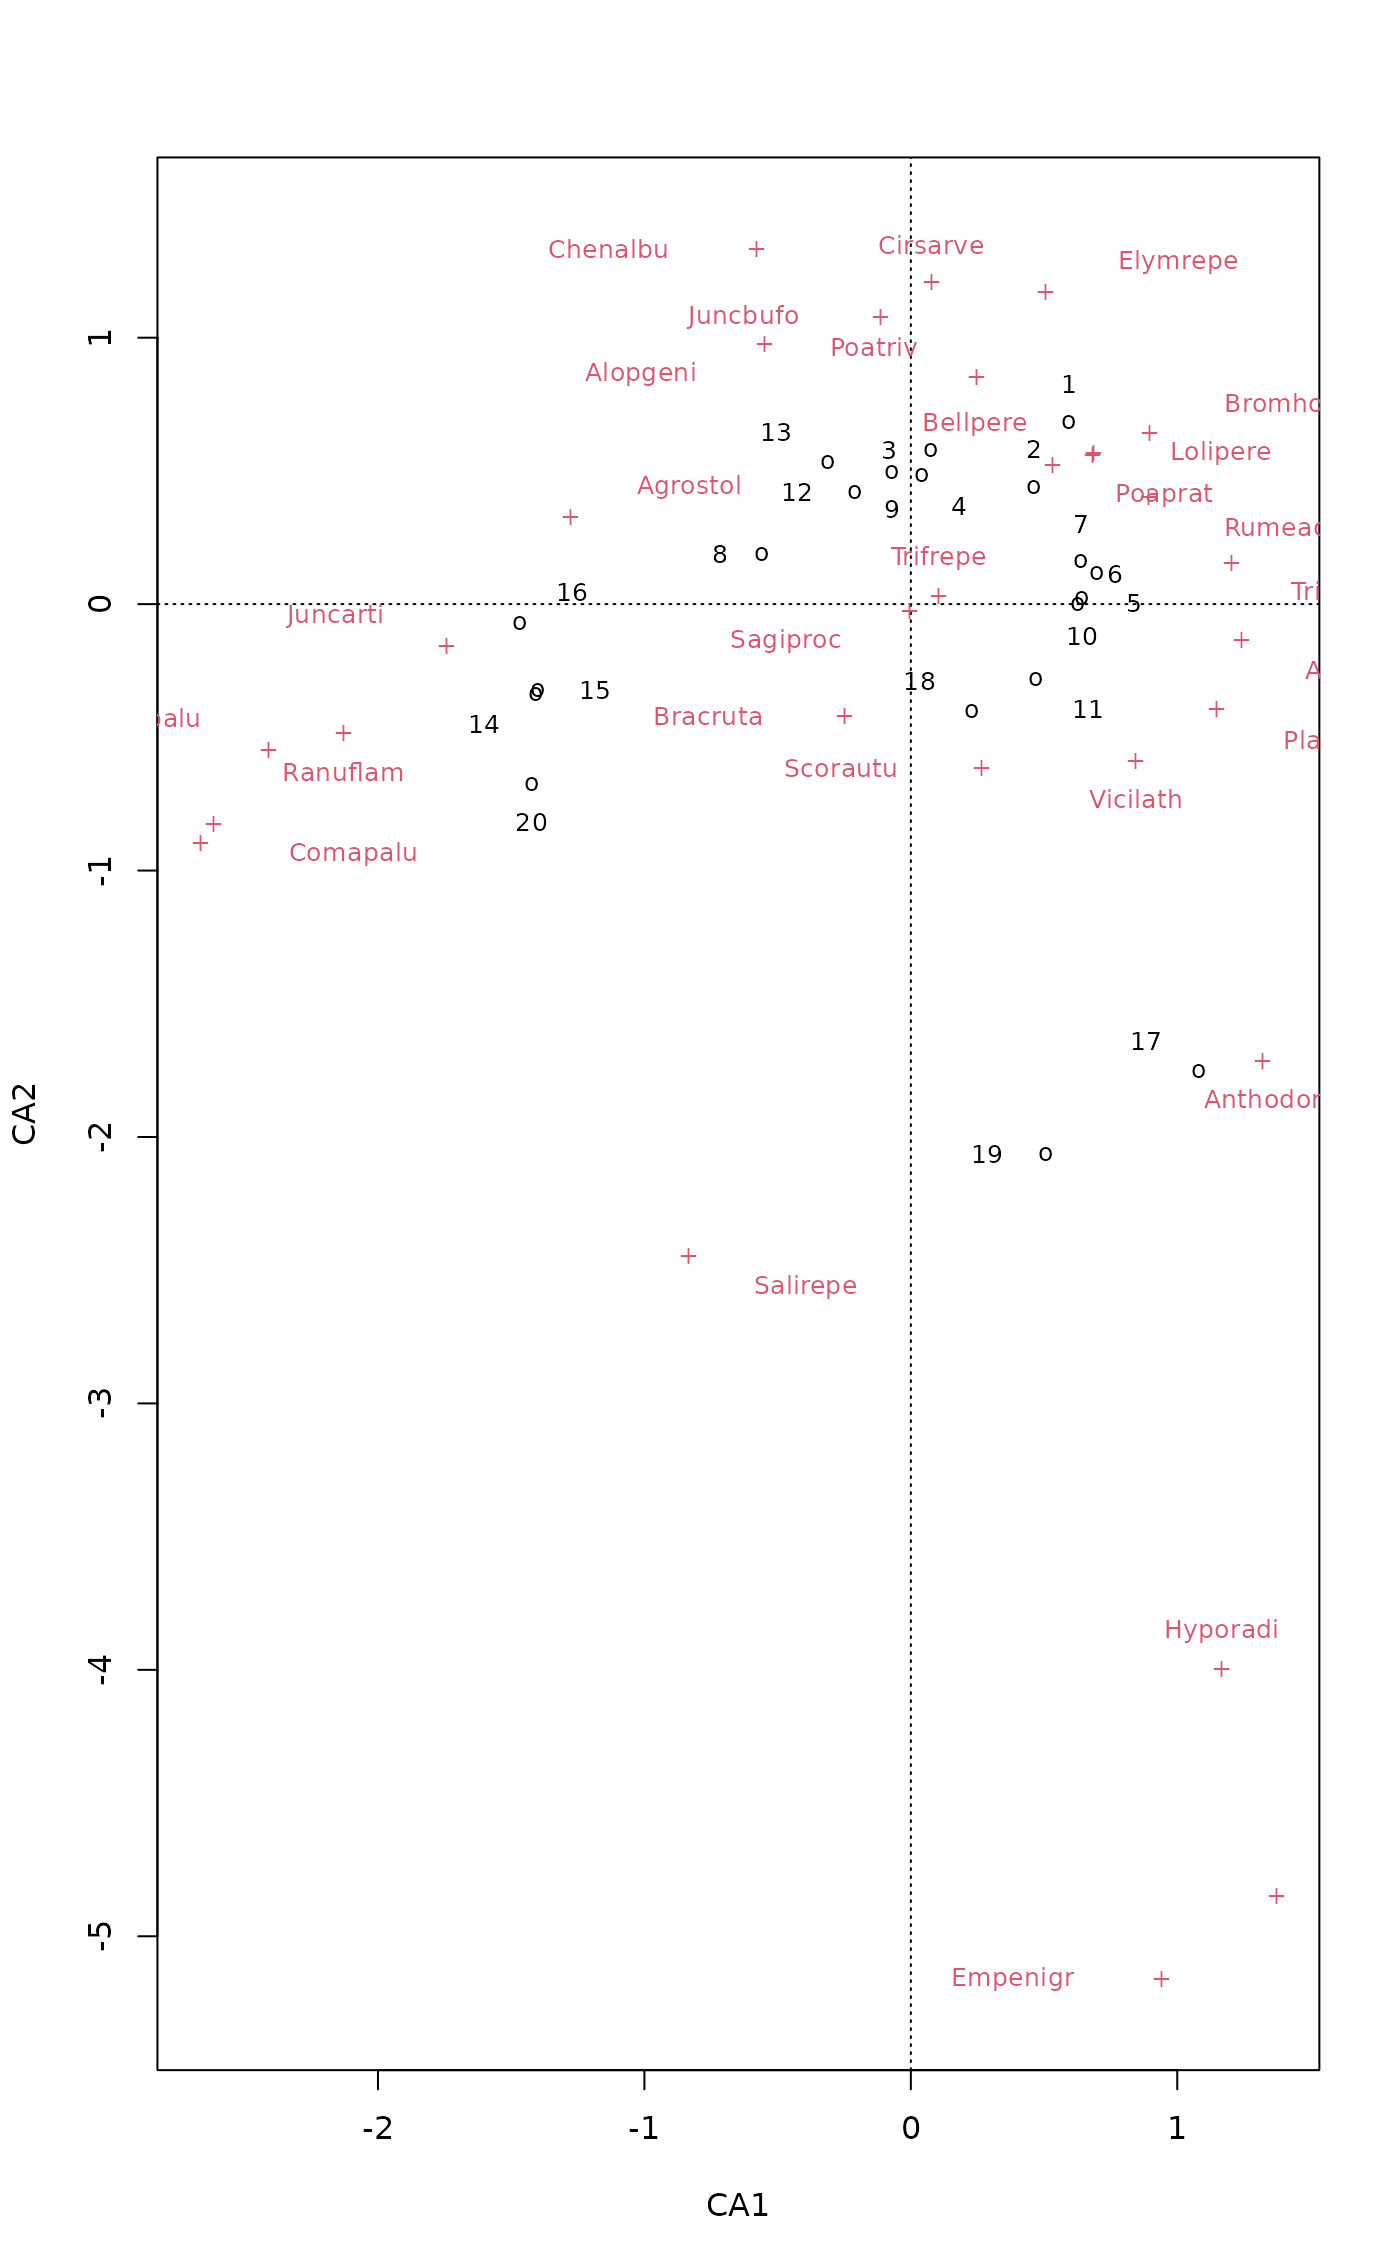 Chenalbu
Cirsarve
Elymrepe
Juncbufo
Poatriv
Alopgeni
1
Bromho
Bellpere
13
3
2
Lolipere
Agrostol
12
9
4
Poaprat
7
Rumeac
8
Trifrepe
6
16
5
Tri
Juncarti
Sagiproc
10
A
18
15
11
palu
14
Bracruta
Pla
Scorautu
Ranuflam
Vicilath
20
Comapalu
17
Anthodor
19
Salirepe
Hyporadi
Empenigr
1
0
-1
-2
-3
-4
-5
CA2
-2 -1 0 1
CA1